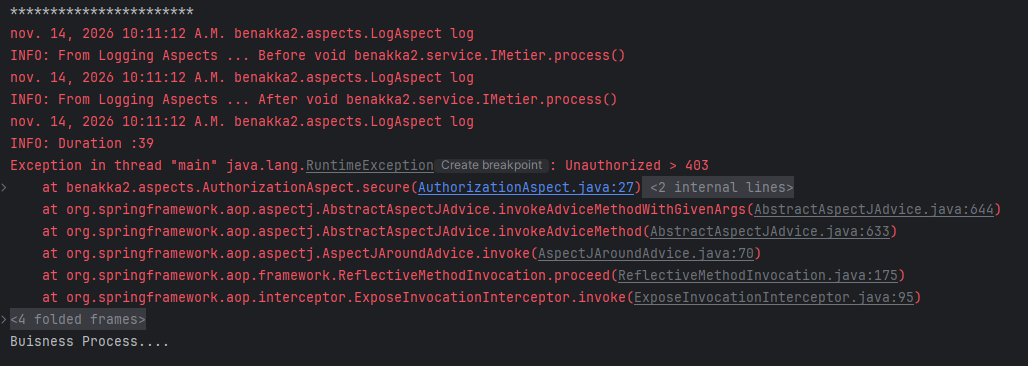 ***********************
nov. 14, 2026 10:11:12 A.M. benakka2.aspects.LogAspect log
INFO: From Logging Aspects ... Before void benakka2.service.IMetier.process()
nov. 14, 2026 10:11:12 A.M. benakka2.aspects.LogAspect log
INFO: From Logging Aspects ... After void benakka2.service.IMetier.process()
nov. 14, 2026 10:11:12 A.M. benakka2.aspects.LogAspect log
INFO: Duration :39
Exception in thread "main" java.lang.RuntimeException Create breakpoint : Unauthorized > 403
at benakka2.aspects.AuthorizationAspect.secure(AuthorizationAspect.java:27) <2 internal lines>
at org.springframework.aop.aspectj.AbstractAspectJAdvice.invokeAdviceMethodWithGivenArgs(AbstractAspectJAdvice.java:644)
at org.springframework.aop.aspectj.AbstractAspectJAdvice.invokeAdviceMethod(AbstractAspectJAdvice.java:633)
at org.springframework.aop.aspectj.AspectJAroundAdvice.invoke(AspectJAroundAdvice.java:70)
at org.springframework.aop.framework.ReflectiveMethodInvocation.proceed(ReflectiveMethodInvocation.java:175)
at org.springframework.aop.interceptor.ExposeInvocationInterceptor.invoke(ExposeInvocationInterceptor.java:95)
<4 folded frames>
Buisness Process....